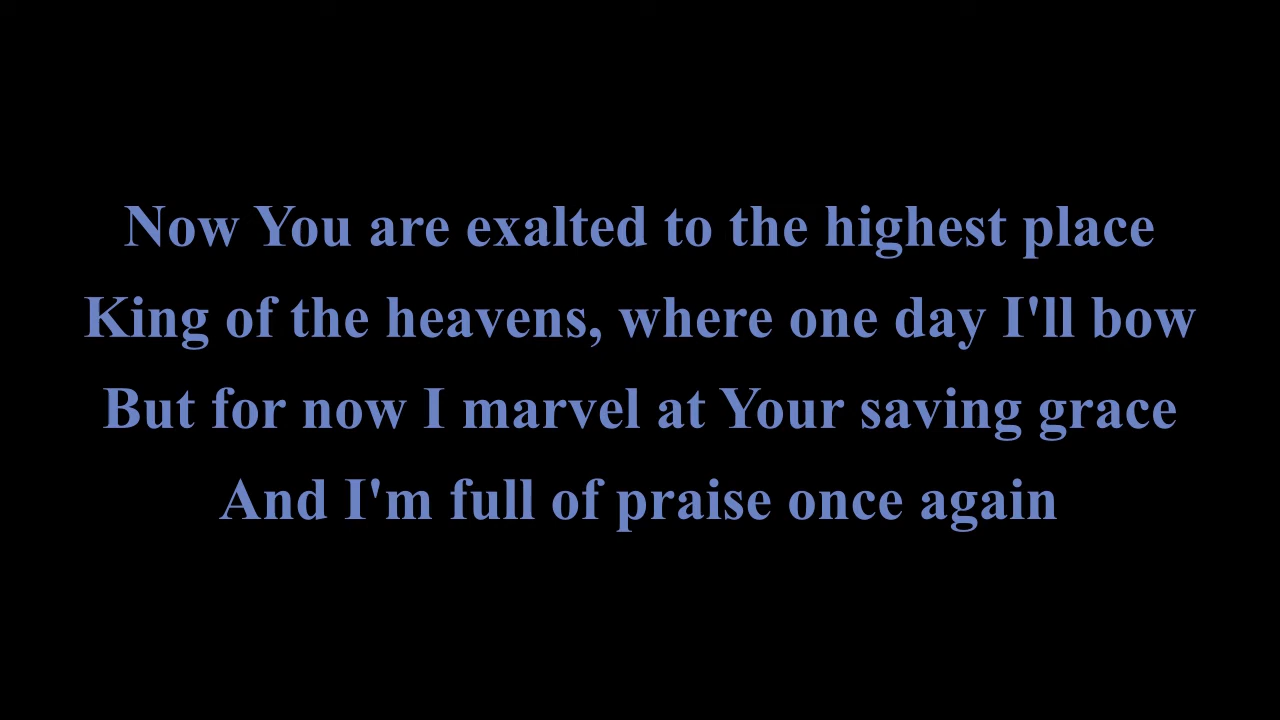 Now You are exalted to the highest place
King of the heavens, where one day I'll bow
But for now I marvel at Your saving grace
And I'm full of praise once again